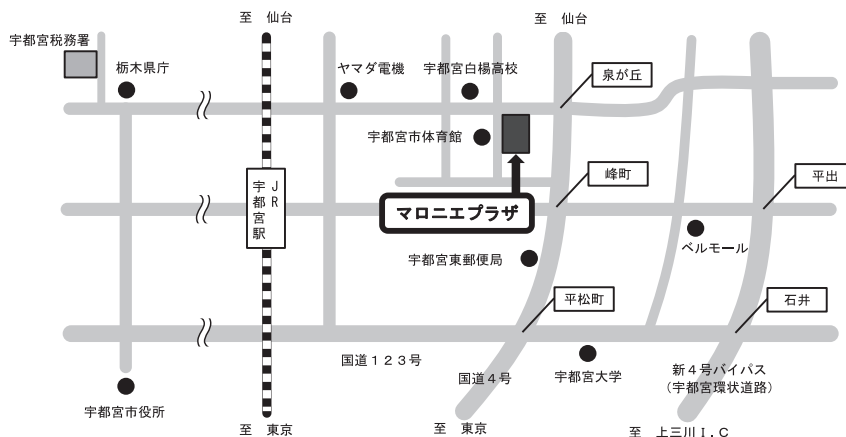 至　仙台
至　仙台
宇都宮税務署
栃木県庁
ヤマダ電機
宇都宮白楊高校
泉が丘
宇都宮市体育館
峰町
平出
JR
宇都宮駅
マロニエプラザ
ベルモール
宇都宮東郵便局
平松町
石井
国道１２３号
国道４号
宇都宮大学
新４号バイパス
（宇都宮環状道路）
宇都宮市役所
至　東京
至　東京
至　上三川Ｉ.Ｃ